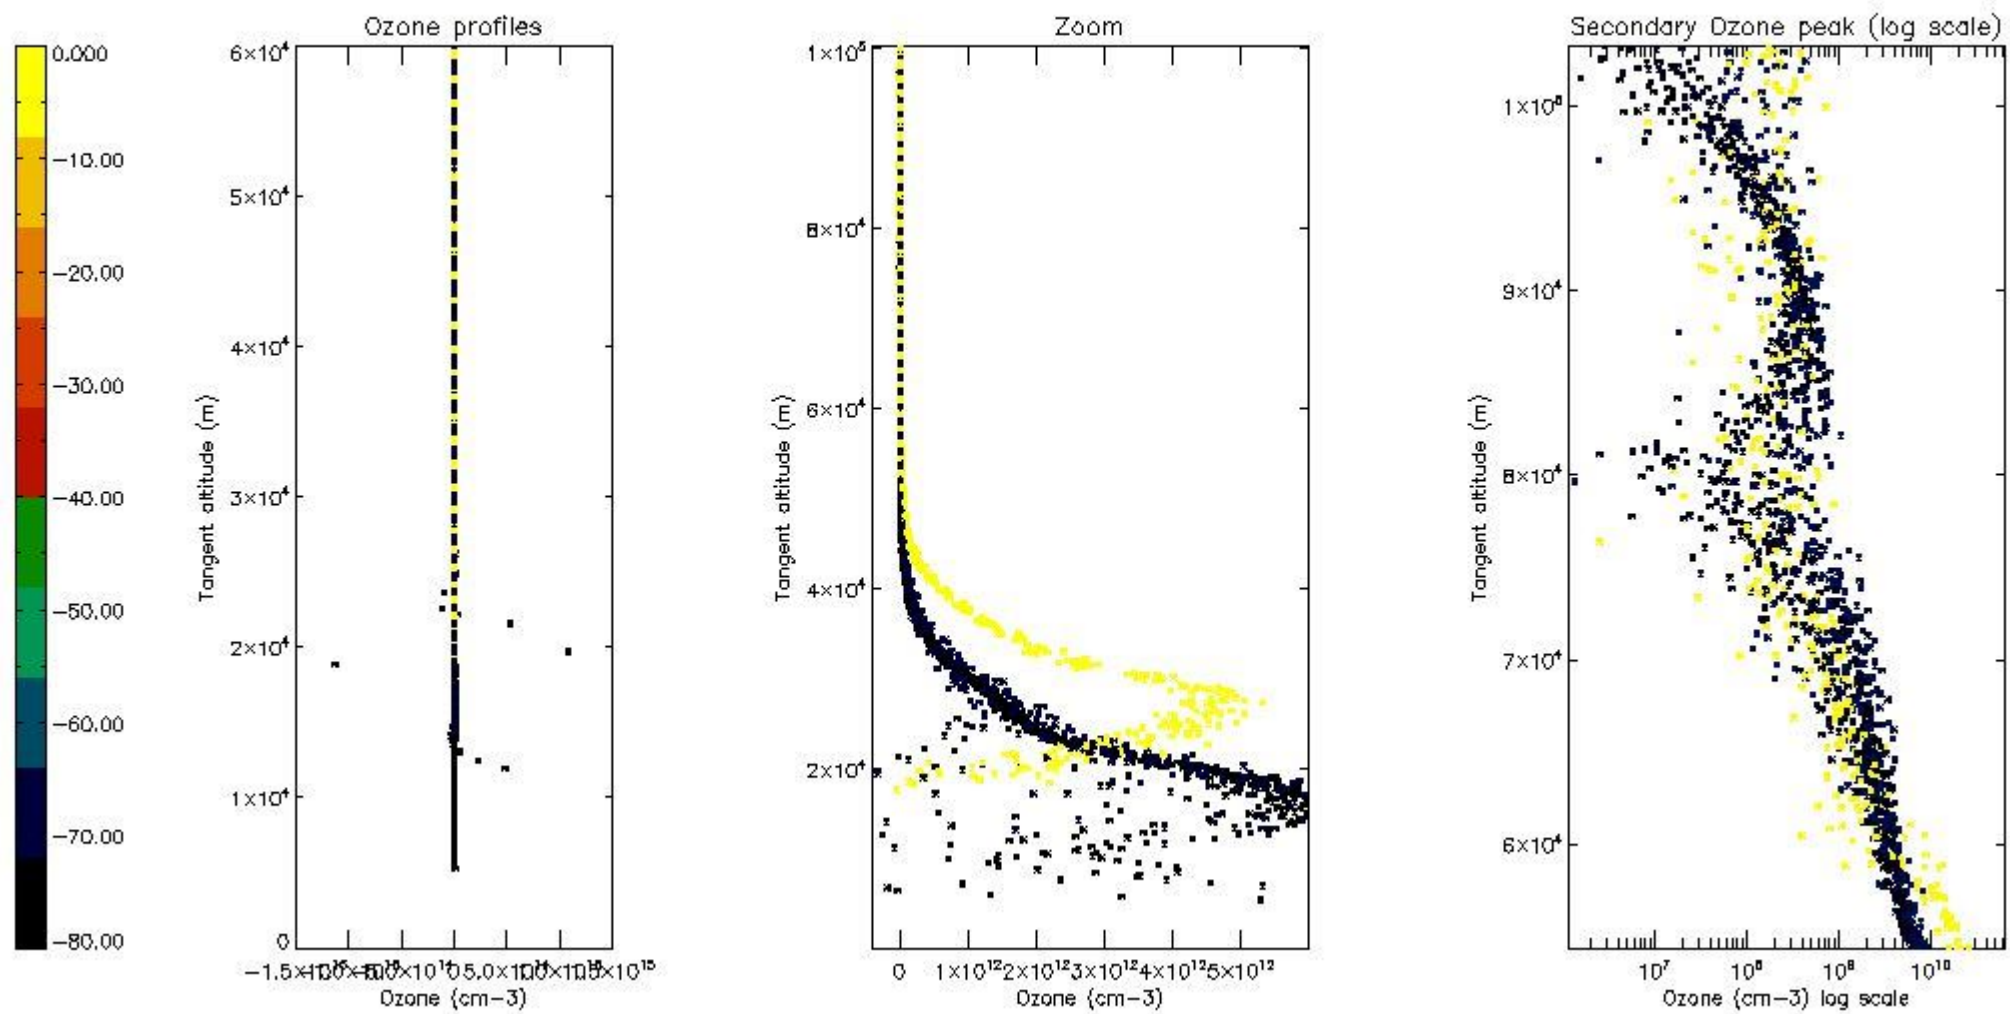 Ozone profiles
Zoom
Secondary Ozone peak (log scale)
0.000
−10.00
−20.00
−30.00
−40.00
−50.00
−60.00
−70.00
−80.00
6×10⁴
5×10⁴
4×10⁴
3×10⁴
2×10⁴
1×10⁴
0
Tangent altitude (m)
Ozone (cm−3)
1×10⁵
8×10⁴
6×10⁴
4×10⁴
2×10⁴
Tangent altitude (m)
0 1×10¹² 2×10¹² 3×10¹² 4×10¹² 5×10¹²
Ozone (cm−3)
1×10⁵
9×10⁴
8×10⁴
7×10⁴
6×10⁴
Tangent altitude (m)
10⁷ 10⁸ 10⁹ 10¹⁰
Ozone (cm−3) log scale